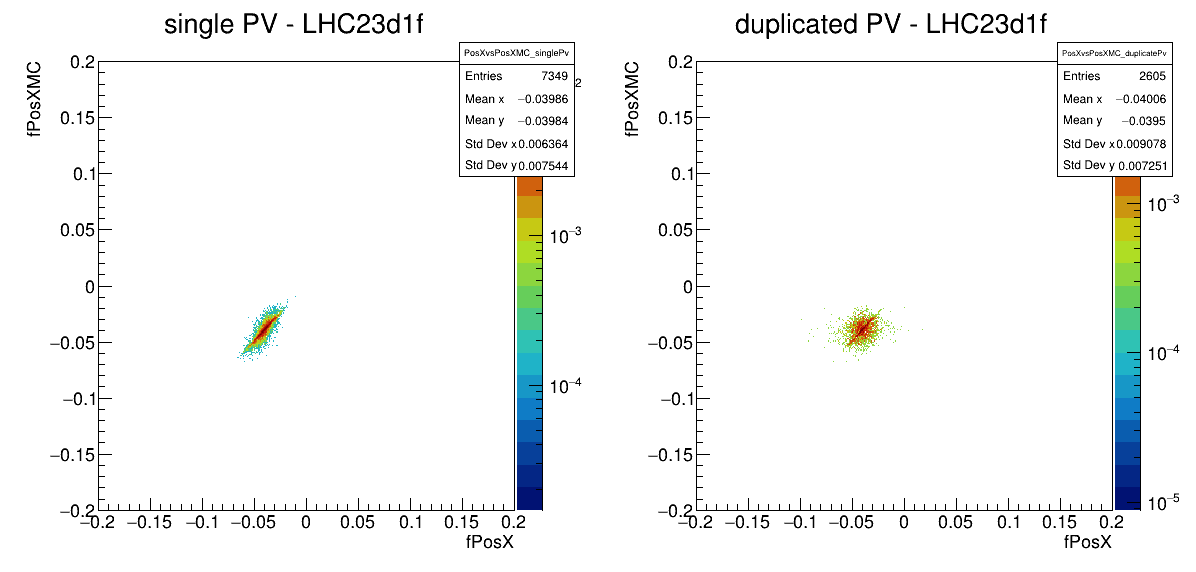 single PV - LHC23d1f
PosXvsPosXMC_singlePv
Entries 7349
Mean x −0.03986
Mean y −0.03984
Std Dev x 0.006364
Std Dev y 0.007544
fPosXMC
0.2
0.15
0.1
0.05
0
−0.05
−0.1
−0.15
−0.2
−0.2 −0.15 −0.1 −0.05 0 0.05 0.1 0.15 0.2
fPosX
2
10−3
10−4
duplicated PV - LHC23d1f
PosXvsPosXMC_duplicatePv
Entries 2605
Mean x −0.04006
Mean y −0.0395
Std Dev x 0.009078
Std Dev y 0.007251
fPosXMC
0.2
0.15
0.1
0.05
0
−0.05
−0.1
−0.15
−0.2
−0.2 −0.15 −0.1 −0.05 0 0.05 0.1 0.15 0.2
fPosX
10−3
10−4
10−5